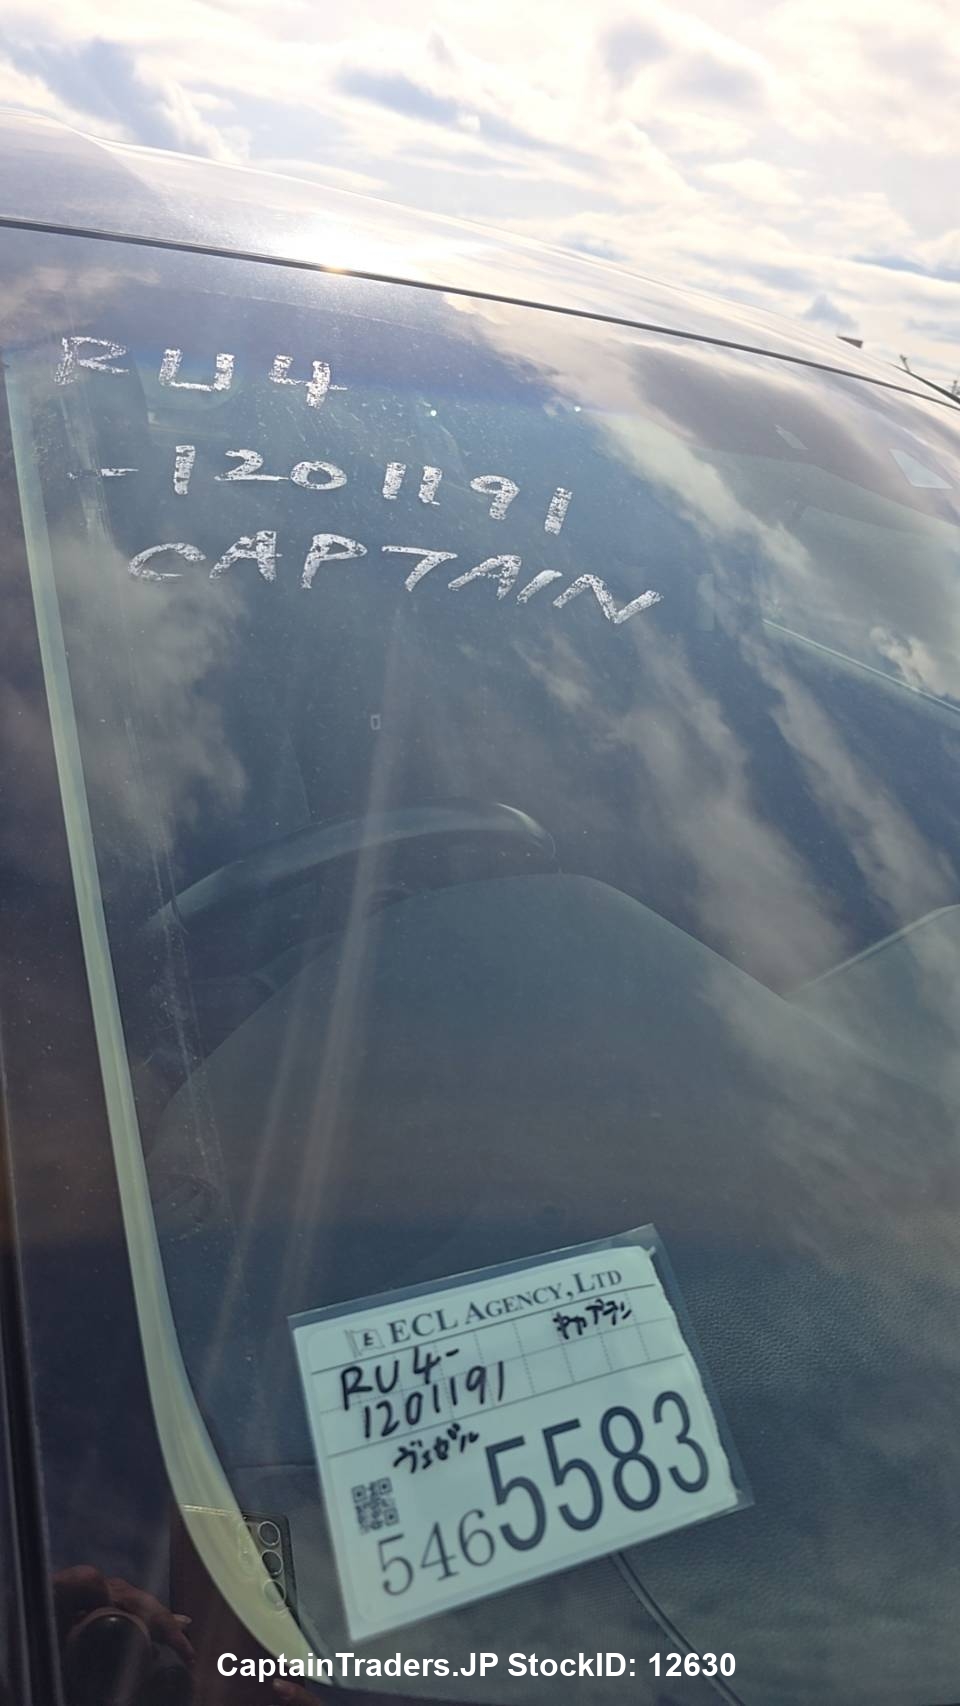 RU4
-1201191
CAPTAIN
E ECL AGENCY, LTD
キャプテン
RU4-
1201191
ヴェゼル
5465583
CaptainTraders.JP StockID: 12630